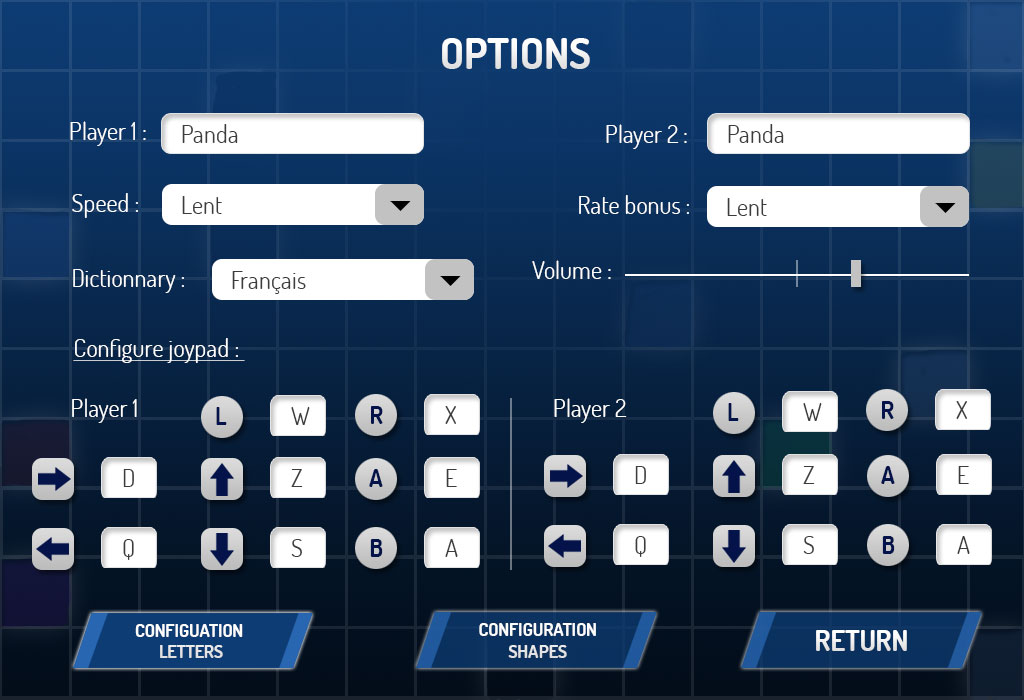 OPTIONS
Player 1 : Panda
Player 2 : Panda
Speed : Lent
Rate bonus : Lent
Dictionnary : Français
Volume :
Configure joypad :
Player 1 L W R X
D Z A E
Q S B A
Player 2 L W R X
D Z A E
Q S B A
CONFIGUATION
LETTERS
CONFIGURATION
SHAPES
RETURN